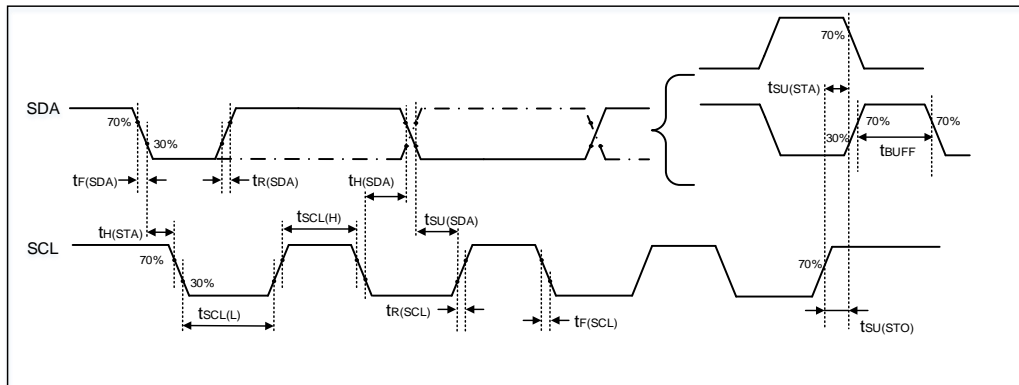 70%
tSU(STA)
SDA
70%
30%
30%
70%
70%
tBUFF
tF(SDA)
tR(SDA)
tH(SDA)
tSCL(H)
tSU(SDA)
tH(STA)
SCL
70%
30%
70%
tSCL(L)
tR(SCL)
tF(SCL)
tSU(STO)